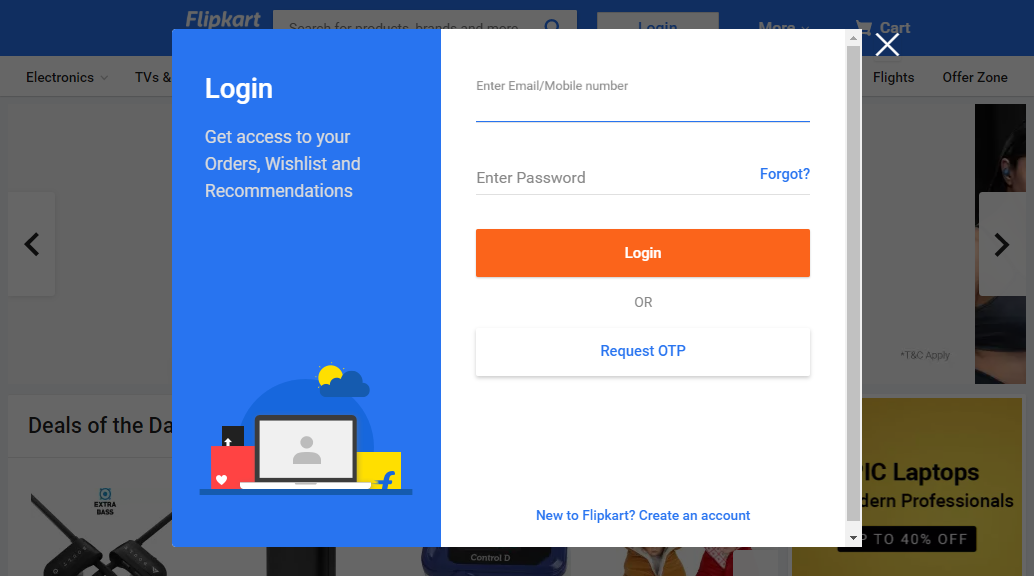 Flipkart
Search for products, brands and more
Login
More
Cart
Electronics
TVs &
Flights
Offer Zone
Login
Get access to your
Orders, Wishlist and
Recommendations
Enter Email/Mobile number
Enter Password
Forgot?
Login
OR
Request OTP
New to Flipkart? Create an account
*T&C Apply
Deals of the Da
EXTRA
BASS
Control D
PIC Laptops
dern Professionals
P TO 40% OFF